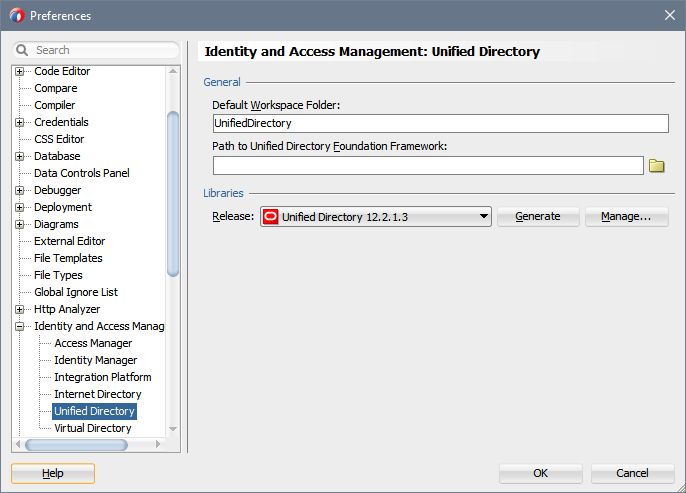 Preferences
Search
Code Editor
Compare
Compiler
Credentials
CSS Editor
Database
Data Controls Panel
Debugger
Deployment
Diagrams
External Editor
File Templates
File Types
Global Ignore List
Http Analyzer
Identity and Access Manag
Access Manager
Identity Manager
Integration Platform
Internet Directory
Unified Directory
Virtual Directory
Identity and Access Management: Unified Directory
General
Default Workspace Folder:
UnifiedDirectory
Path to Unified Directory Foundation Framework:
Libraries
Release: Unified Directory 12.2.1.3 Generate Manage...
Help OK Cancel